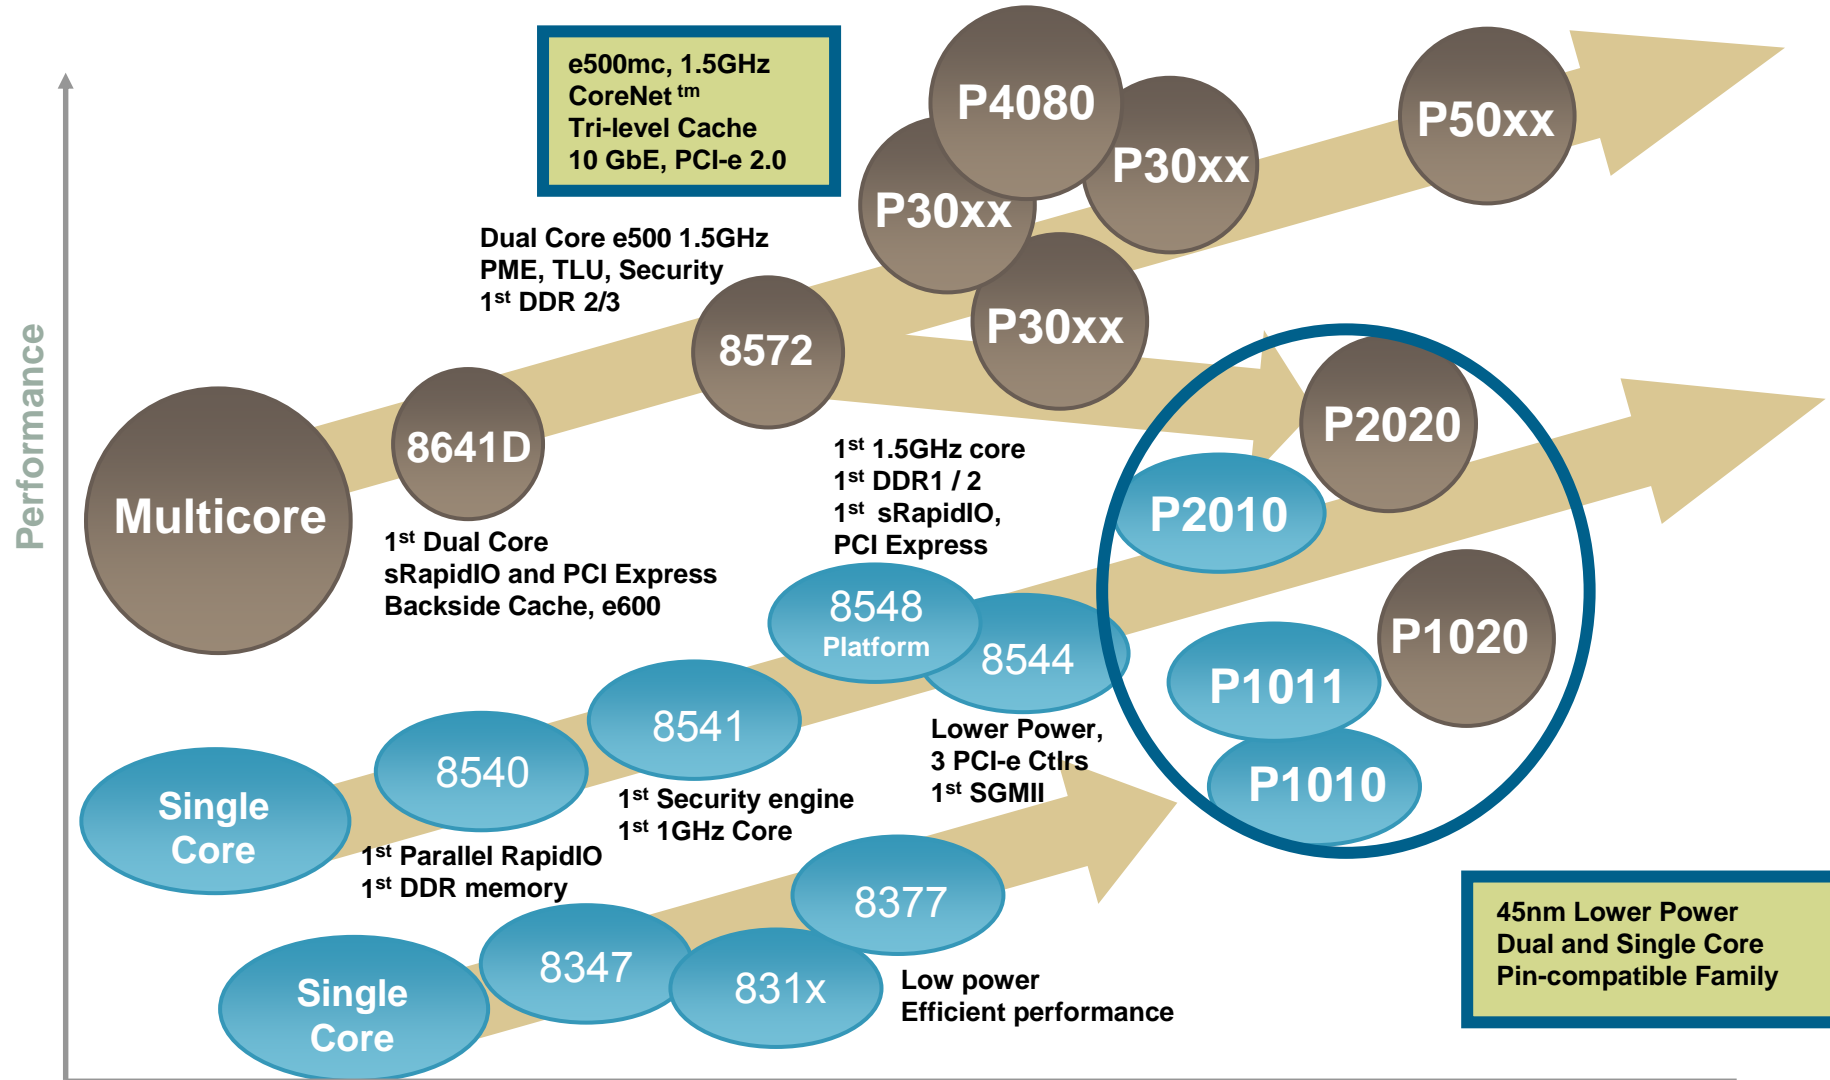 e500mc, 1.5GHz
CoreNet tm
Tri-level Cache
10 GbE, PCI-e 2.0
P4080
P50xx
P30xx
P30xx
P30xx
Dual Core e500 1.5GHz
PME, TLU, Security
1st DDR 2/3
8572
Performance
8641D
Multicore
1st Dual Core
sRapidIO and PCI Express
Backside Cache, e600
1st 1.5GHz core
1st DDR1 / 2
1st sRapidIO,
PCI Express
P2020
P2010
P1020
P1011
P1010
8548
Platform
8544
8541
8540
Single
Core
Lower Power,
3 PCI-e Ctlrs
1st SGMII
1st Security engine
1st 1GHz Core
1st Parallel RapidIO
1st DDR memory
8377
8347
831x
Single
Core
Low power
Efficient performance
45nm Lower Power
Dual and Single Core
Pin-compatible Family